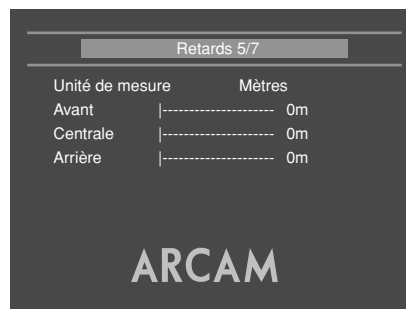 Retards 5/7
Unité de mesure Mètres
Avant |--------------------- 0m
Centrale |--------------------- 0m
Arrière |--------------------- 0m
ARCAM